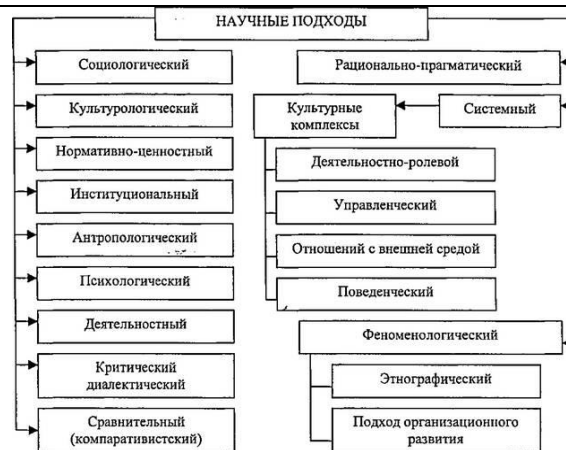 НАУЧНЫЕ ПОДХОДЫ
Социологический
Культурологический
Нормативно-ценностный
Институциональный
Антропологический
Психологический
Деятельностный
Критический
диалектический
Сравнительный
(компаративистский)
Рационально-прагматический
Культурные
комплексы
Системный
Деятельностно-ролевой
Управленческий
Отношений с внешней средой
Поведенческий
Феноменологический
Этнографический
Подход организационного
развития